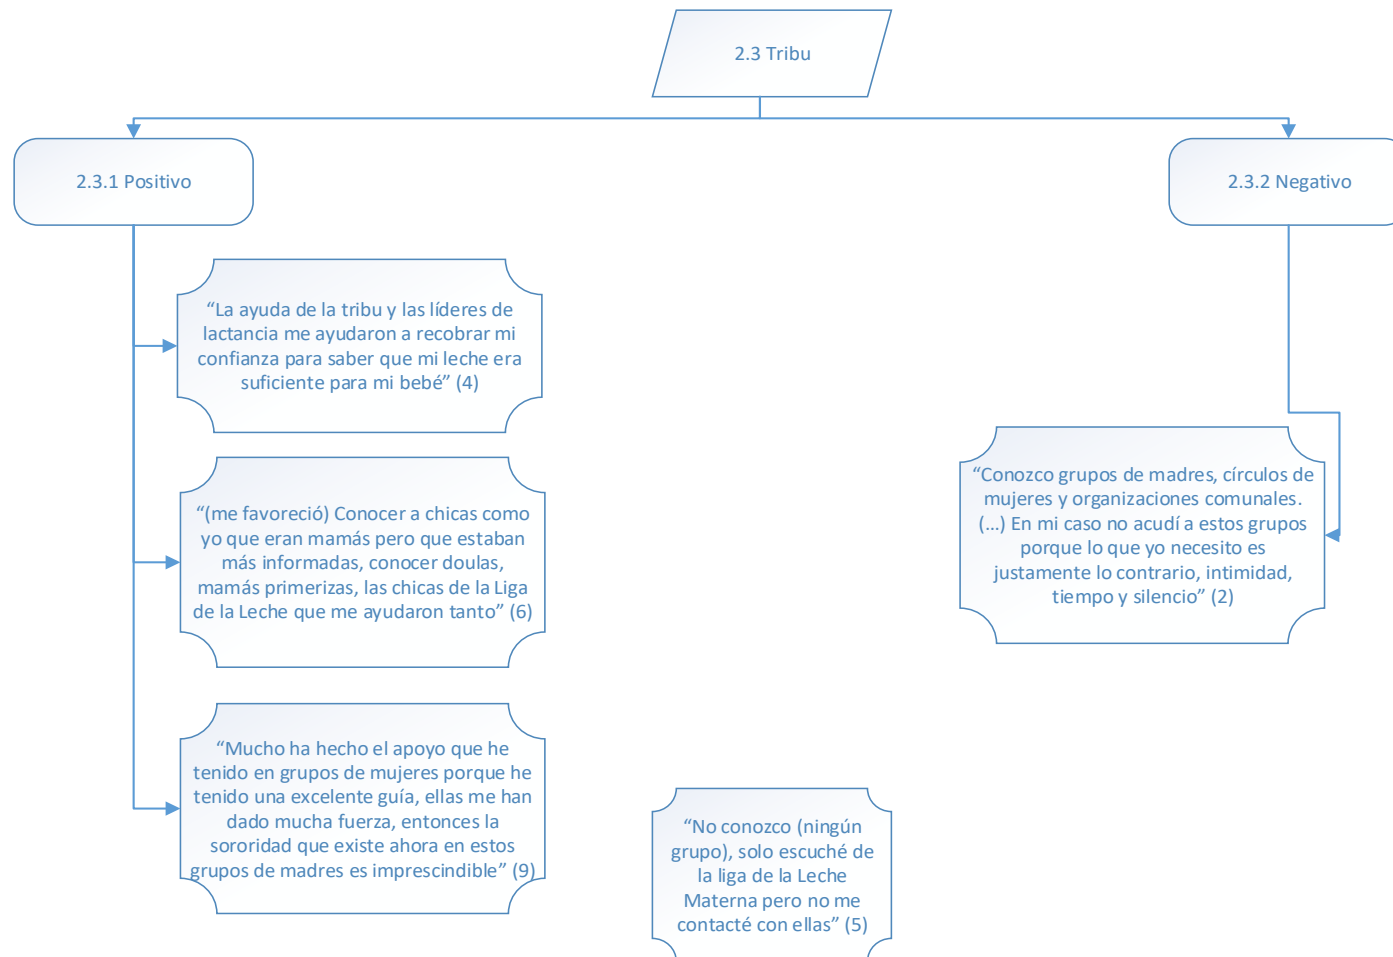 2.3 Tribu
2.3.1 Positivo
2.3.2 Negativo
“La ayuda de la tribu y las líderes de
lactancia me ayudaron a recobrar mi
confianza para saber que mi leche era
suficiente para mi bebé” (4)
“(me favoreció) Conocer a chicas como
yo que eran mamás pero que estaban
más informadas, conocer doulas,
mamás primerizas, las chicas de la Liga
de la Leche que me ayudaron tanto” (6)
“Mucho ha hecho el apoyo que he
tenido en grupos de mujeres porque he
tenido una excelente guía, ellas me han
dado mucha fuerza, entonces la
sororidad que existe ahora en estos
grupos de madres es imprescindible” (9)
“No conozco (ningún
grupo), solo escuché de
la liga de la Leche
Materna pero no me
contacté con ellas” (5)
“Conozco grupos de madres, círculos de
mujeres y organizaciones comunales.
(...) En mi caso no acudí a estos grupos
porque lo que yo necesito es
justamente lo contrario, intimidad,
tiempo y silencio” (2)